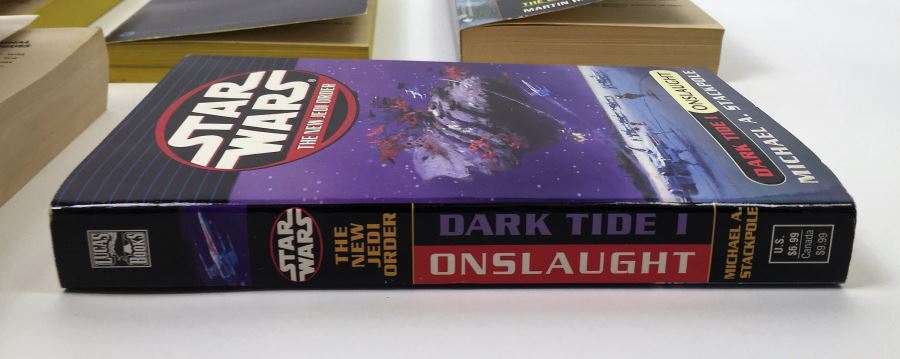 STAR
WARS®
THE NEW JEDI ORDER
DARK TIDE I ONSLAUGHT
MICHAEL A. STACKPOLE
LUCAS
BOOKS
STAR
WARS
THE
NEW
JEDI
ORDER
DARK TIDE I
ONSLAUGHT
MICHAEL A.
STACKPOLE
U.S.
$6.99
Canada
$9.99
MARTIN